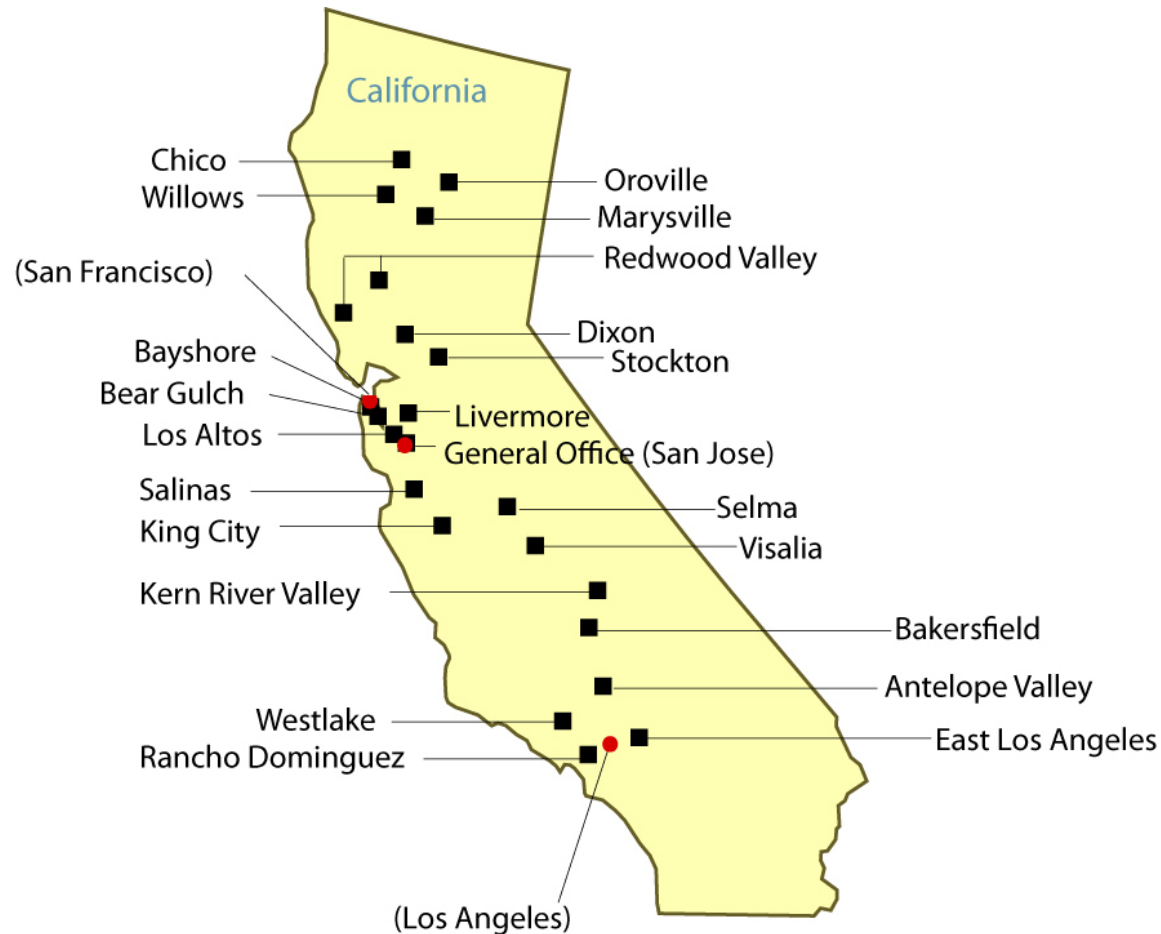 California
Chico
Oroville
Willows
Marysville
Redwood Valley
(San Francisco)
Dixon
Bayshore
Stockton
Bear Gulch
Livermore
Los Altos
General Office (San Jose)
Salinas
Selma
King City
Visalia
Kern River Valley
Bakersfield
Antelope Valley
Westlake
East Los Angeles
Rancho Dominguez
(Los Angeles)